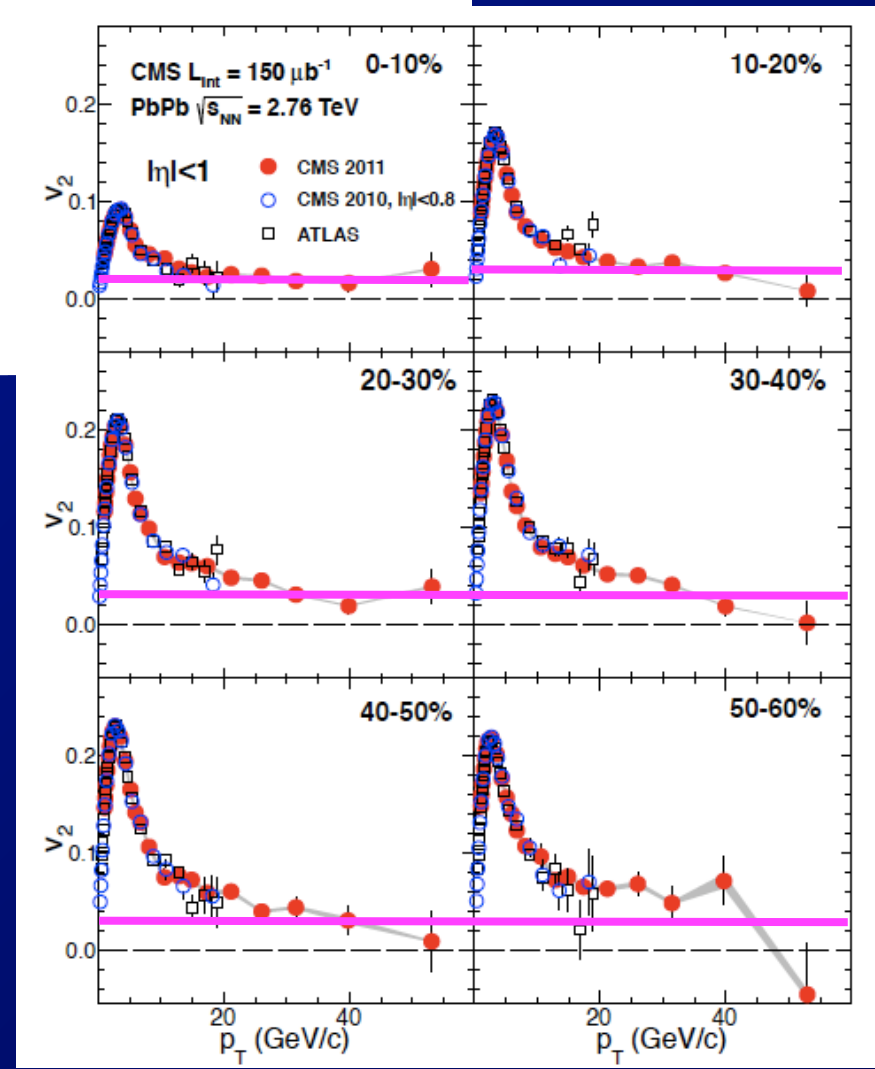 CMS L_int = 150 μb⁻¹ 0-10%
PbPb √s_NN = 2.76 TeV
|η|<1
CMS 2011
CMS 2010, |η|<0.8
ATLAS
10-20%
v₂
0.2
0.1
0.0
20-30%
30-40%
v₂
0.2
0.1
0.0
40-50%
50-60%
v₂
0.2
0.1
0.0
20 40
20 40
p_T (GeV/c)
p_T (GeV/c)